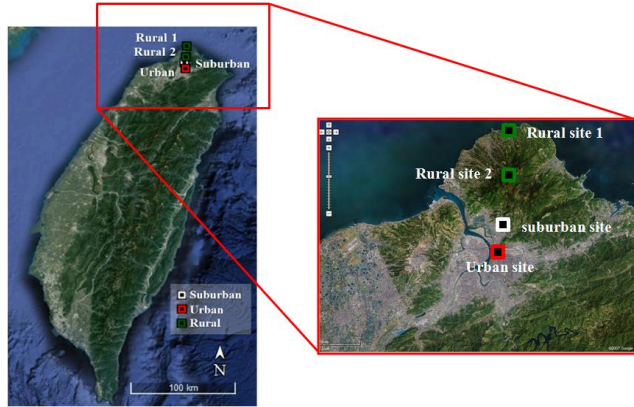 Rural 1
Rural 2
Suburban
Urban
Suburban
Urban
Rural
N
100 km
Rural site 1
Rural site 2
suburban site
Urban site